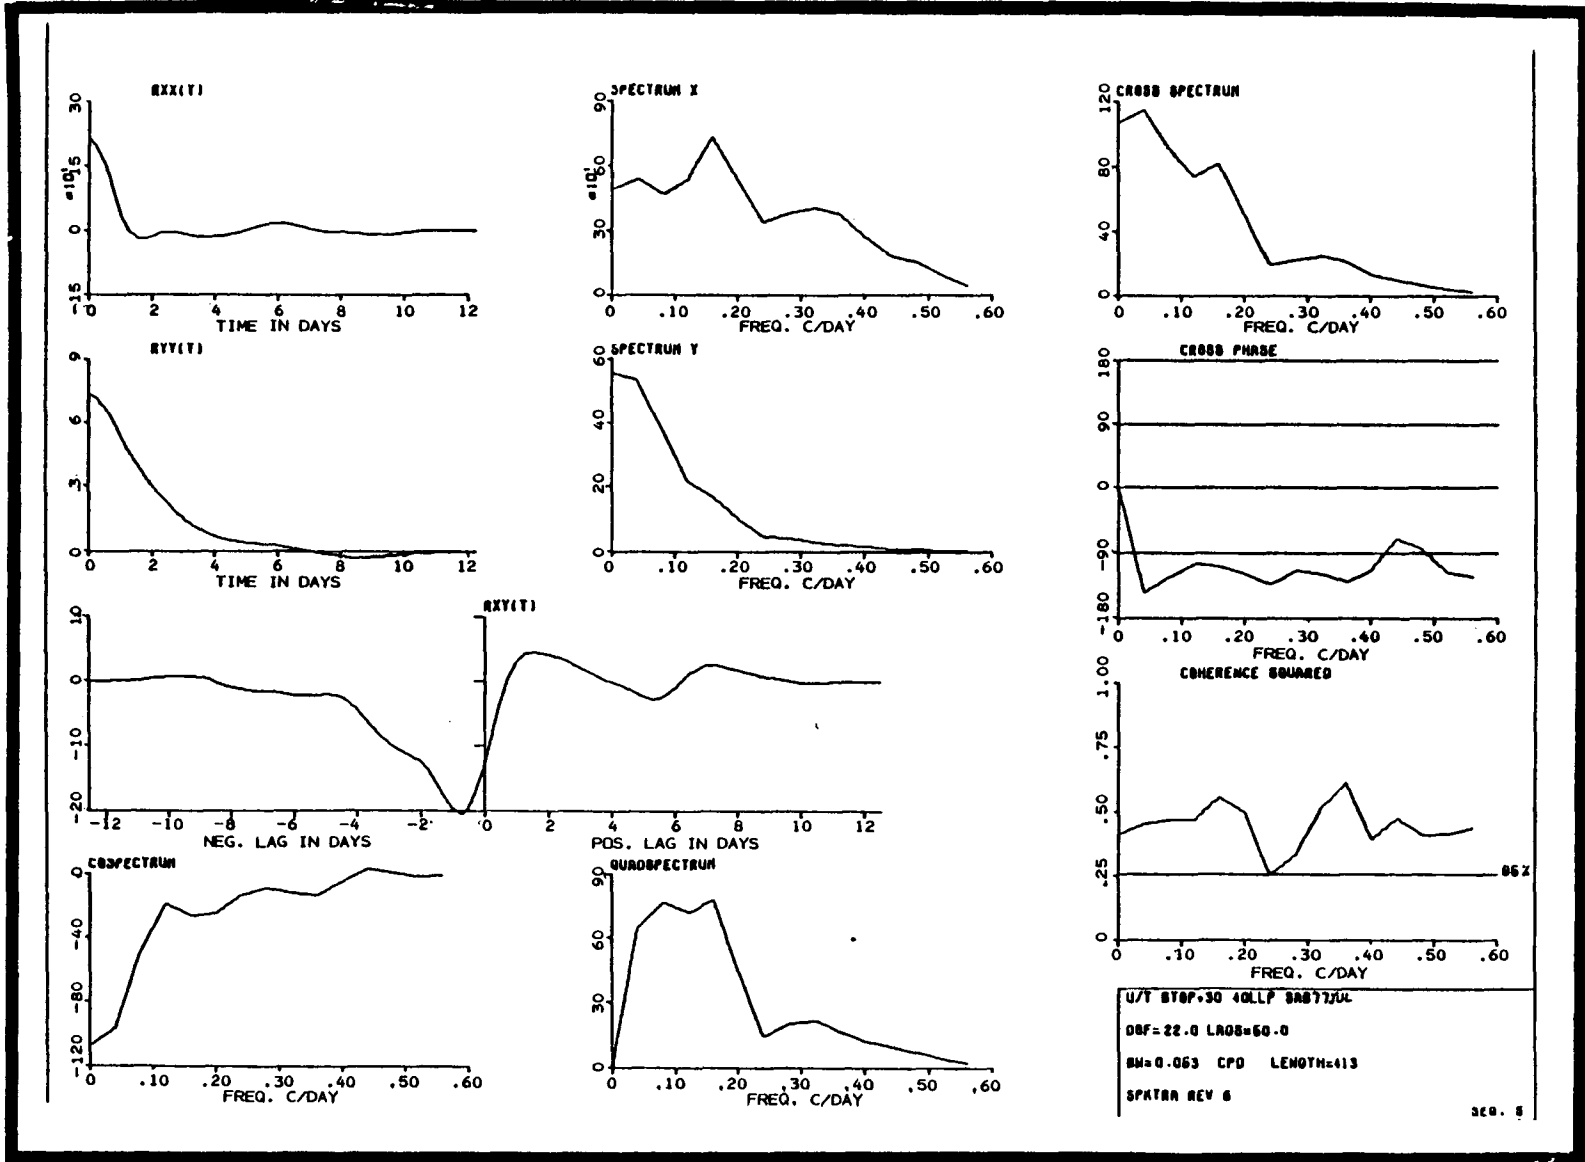 RXX(T)
30
15
0
-15
*10¹
0 2 4 6 8 10 12
TIME IN DAYS
SPECTRUM X
90
60
30
0
*10¹
0 .10 .20 .30 .40 .50 .60
FREQ. C/DAY
CROSS SPECTRUM
120
80
40
0
0 .10 .20 .30 .40 .50 .60
FREQ. C/DAY
RYY(T)
9
6
3
0
0 2 4 6 8 10 12
TIME IN DAYS
SPECTRUM Y
60
40
20
0
0 .10 .20 .30 .40 .50 .60
FREQ. C/DAY
CROSS PHASE
180
90
0
-90
-180
0 .10 .20 .30 .40 .50 .60
FREQ. C/DAY
RXY(T)
10
0
-10
-20
-12 -10 -8 -6 -4 -2 0 2 4 6 8 10 12
NEG. LAG IN DAYS
POS. LAG IN DAYS
COHERENCE SQUARED
1.00
.75
.50
.25
0
95%
0 .10 .20 .30 .40 .50 .60
FREQ. C/DAY
COSPECTRUM
0
-40
-80
-120
0 .10 .20 .30 .40 .50 .60
FREQ. C/DAY
QUADSPECTRUM
90
60
30
0
0 .10 .20 .30 .40 .50 .60
FREQ. C/DAY
U/T STOP+30 40LLP
DOF=22.0 LAGS=50.0
BW=0.053 CPD LENGTH=413
SPKTRA REV 6
SEQ. 5